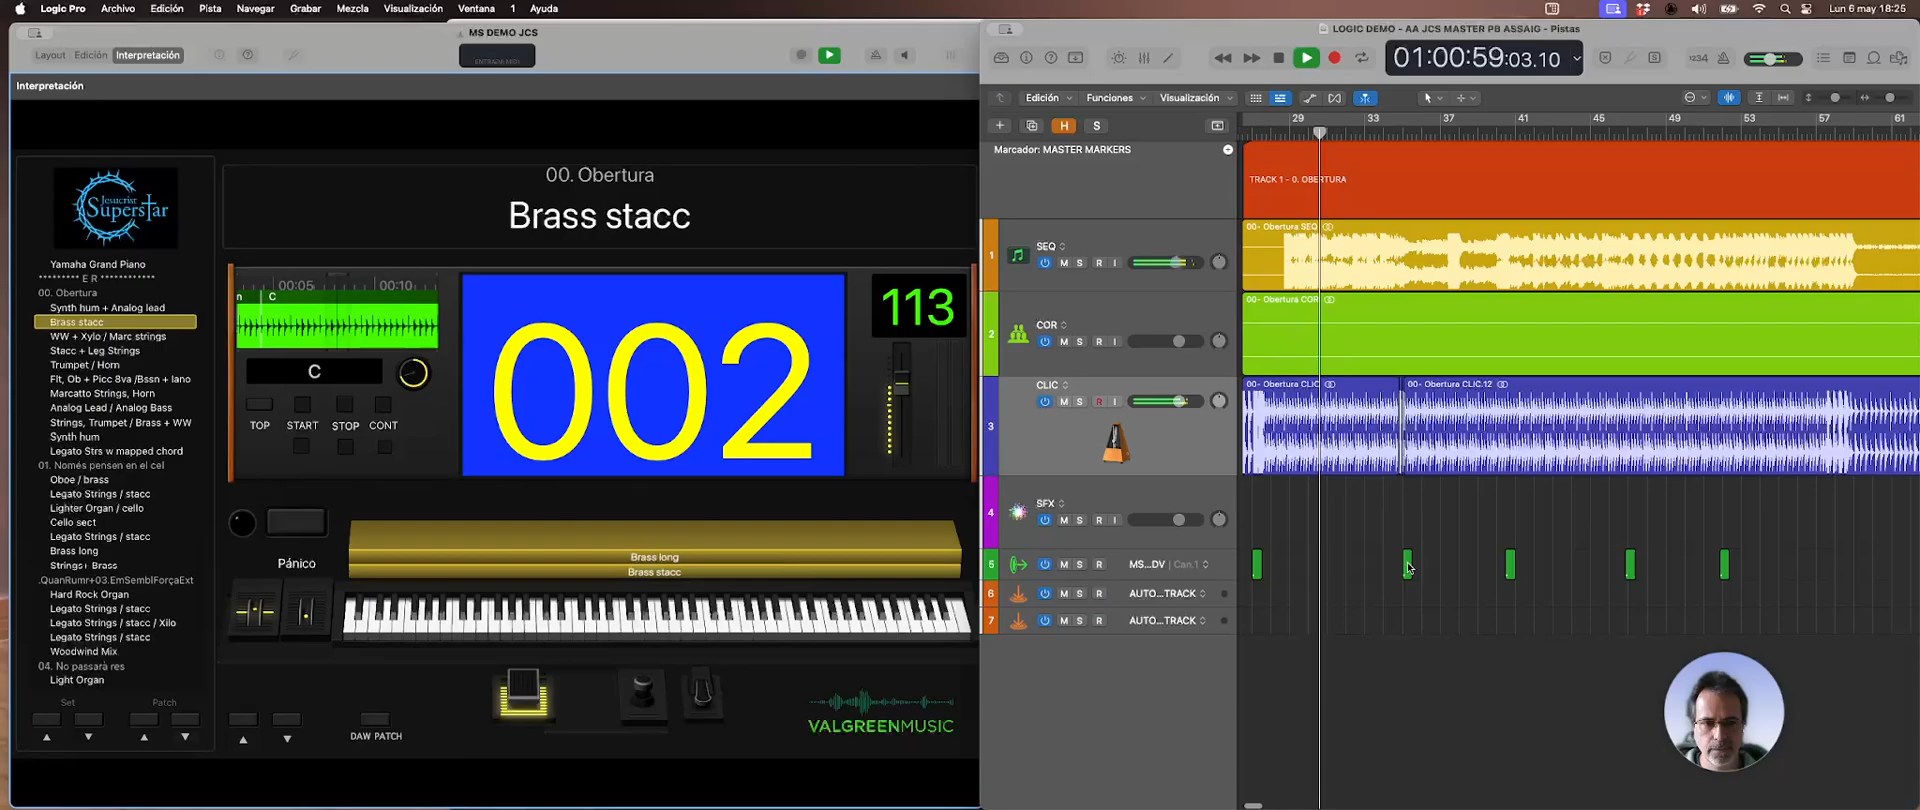 Logic Pro Archivo Edición Pista Navegar Grabar Mezcla Visualización Ventana 1 Ayuda
Lun 6 may 18:25
MS DEMO JCS
Layout Edición Interpretación
ENTRADA MIDI
Interpretación
Jesucrist
Superstar
Yamaha Grand Piano
******** E R ***********
00. Obertura
Synth hum + Analog lead
Brass stacc
WW + Xylo / Marc strings
Stacc + Leg Strings
Trumpet / Horn
Flt, Ob + Picc 8va /Bssn + lano
Marcatto Strings, Horn
Analog Lead / Analog Bass
Strings, Trumpet / Brass + WW
Synth hum
Legato Strs w mapped chord
01. Només pensen en el cel
Oboe / brass
Legato Strings / stacc
Lighter Organ / cello
Cello sect
Legato Strings / stacc
Brass long
Strings+ Brass
.QuanRumr+03.EmSemblForçaExt
Hard Rock Organ
Legato Strings / stacc
Legato Strings / stacc / Xilo
Legato Strings / stacc
Woodwind Mix
04. No passarà res
Light Organ
Set Patch
00. Obertura
Brass stacc
00:05 00:10
n C
C
TOP START STOP CONT
002
113
Pánico
Brass long
Brass stacc
DAW PATCH
VALGREENMUSIC
LOGIC DEMO - AA JCS MASTER PB ASSAIG - Pistas
01:00:59:03.10
1234
Edición Funciones Visualización
H S
29 33 37 41 45 49 53 57 61
Marcador: MASTER MARKERS
TRACK 1 - 0. OBERTURA
1 SEQ
M S R I
00- Obertura SEQ
2 COR
M S R I
00- Obertura COR
3 CLIC
M S R I
00- Obertura CLIC
00- Obertura CLIC.12
4 SFX
M S R I
5 M S R MS...DV | Can.1
6 M S R AUTO...TRACK
7 M S R AUTO...TRACK